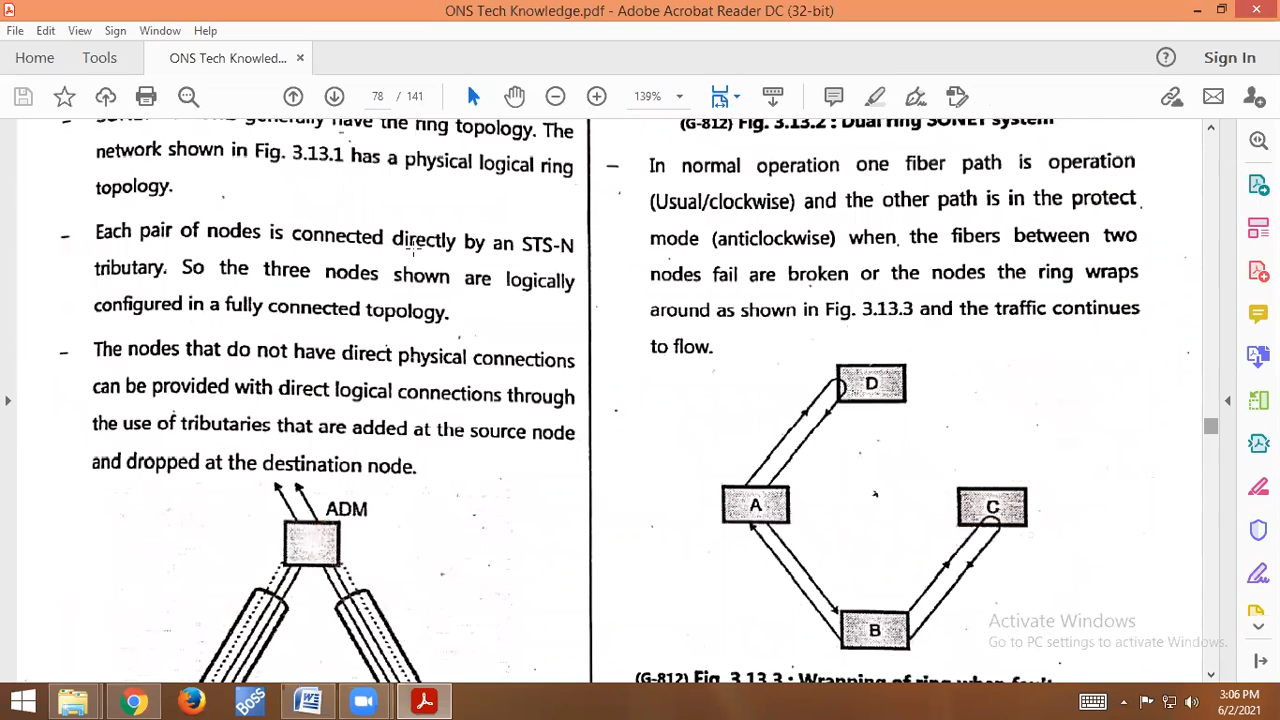 ONS Tech Knowledge.pdf - Adobe Acrobat Reader DC (32-bit)
File Edit View Sign Window Help
Home Tools ONS Tech Knowled... × Sign In
78 / 141 139%
generally have the ring topology. The
network shown in Fig. 3.13.1 has a physical logical ring
topology.
- Each pair of nodes is connected directly by an STS-N
tributary. So the three nodes shown are logically
configured in a fully connected topology.
- The nodes that do not have direct physical connections
can be provided with direct logical connections through
the use of tributaries that are added at the source node
and dropped at the destination node.
ADM
(G-812) Fig. 3.13.2 : Dual ring SONET system
- In normal operation one fiber path is operation
(Usual/clockwise) and the other path is in the protect
mode (anticlockwise) when the fibers between two
nodes fail are broken or the nodes the ring wraps
around as shown in Fig. 3.13.3 and the traffic continues
to flow.
D
A
C
B
(G-812) Fig. 3.13.3 : Wrapping of ring when fault
Activate Windows
Go to PC settings to activate Windows.
BOSS
3:06 PM
6/2/2021